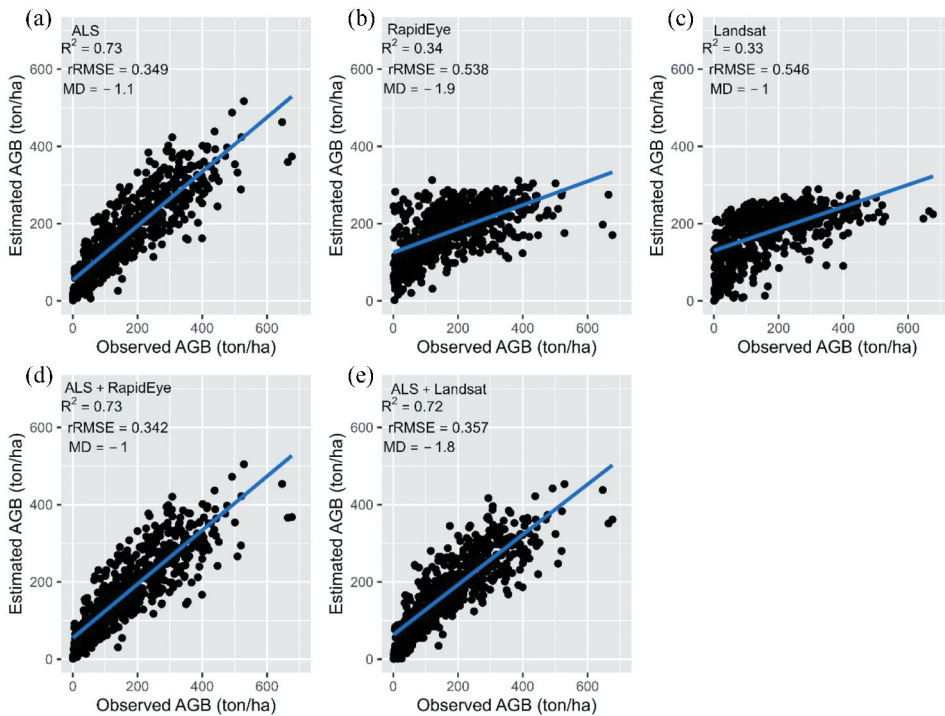 (a)
ALS
R² = 0.73
rRMSE = 0.349
MD = −1.1
600
400
200
0
Estimated AGB (ton/ha)
0 200 400 600
Observed AGB (ton/ha)
(b)
RapidEye
R² = 0.34
rRMSE = 0.538
MD = −1.9
600
400
200
0
Estimated AGB (ton/ha)
0 200 400 600
Observed AGB (ton/ha)
(c)
Landsat
R² = 0.33
rRMSE = 0.546
MD = −1
600
400
200
0
Estimated AGB (ton/ha)
0 200 400 600
Observed AGB (ton/ha)
(d)
ALS + RapidEye
R² = 0.73
rRMSE = 0.342
MD = −1
600
400
200
0
Estimated AGB (ton/ha)
0 200 400 600
Observed AGB (ton/ha)
(e)
ALS + Landsat
R² = 0.72
rRMSE = 0.357
MD = −1.8
600
400
200
0
Estimated AGB (ton/ha)
0 200 400 600
Observed AGB (ton/ha)